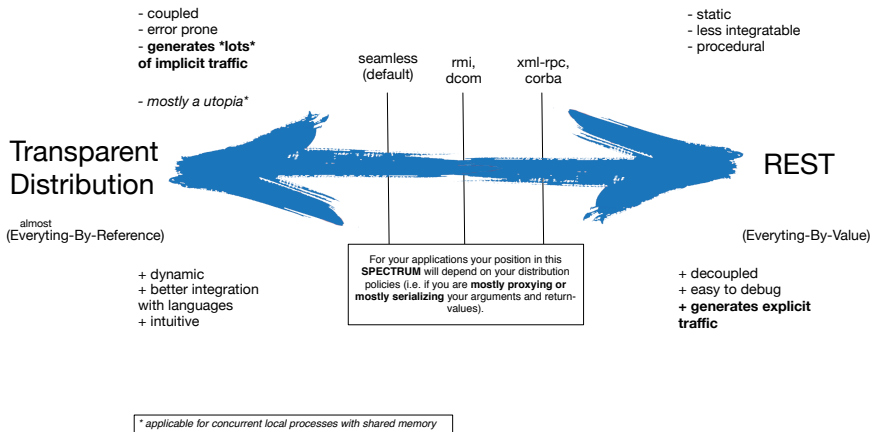 - coupled
- error prone
- generates *lots*
of implicit traffic
- mostly a utopia*
- static
- less integratable
- procedural
seamless
(default)
rmi,
dcom
xml-rpc,
corba
Transparent
Distribution
REST
almost
(Everyting-By-Reference)
(Everyting-By-Value)
For your applications your position in this
SPECTRUM will depend on your distribution
policies (i.e. if you are mostly proxying or
mostly serializing your arguments and return-
values).
+ dynamic
+ better integration
with languages
+ intuitive
+ decoupled
+ easy to debug
+ generates explicit
traffic
* applicable for concurrent local processes with shared memory